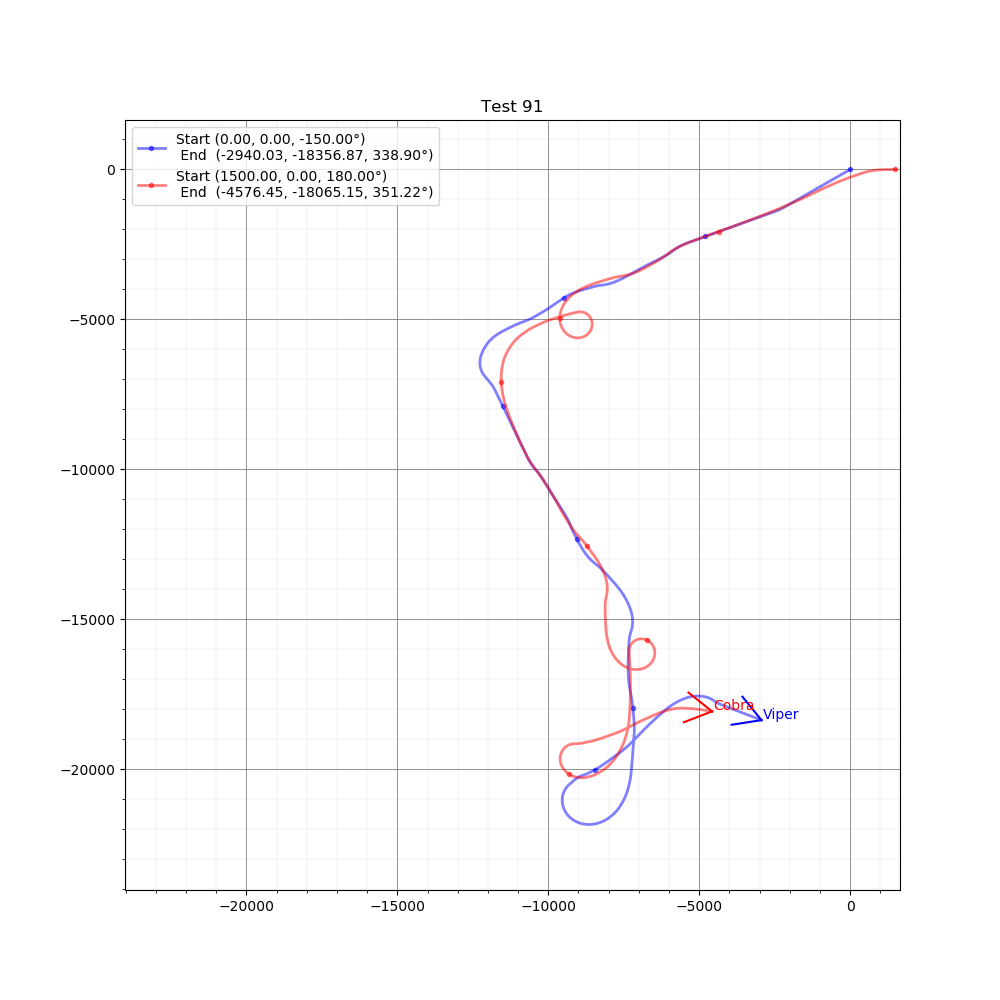 Test 91
Start (0.00, 0.00, -150.00°)
End  (-2940.03, -18356.87, 338.90°)
Start (1500.00, 0.00, 180.00°)
End  (-4576.45, -18065.15, 351.22°)
0
−5000
−10000
−15000
−20000
Cobra
Viper
−20000
−15000
−10000
−5000
0